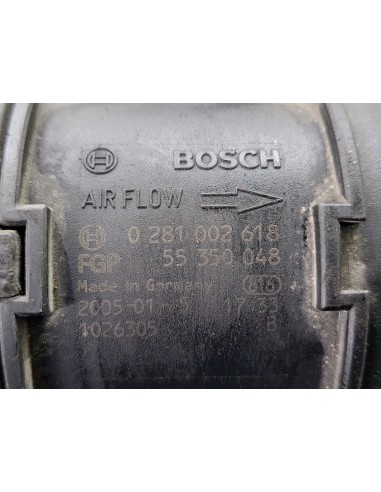 BOSCH
AIR FLOW
0 281 002 618
FGP 55 350 048
Made in Germany 616
2005-01- 17:33
1026305 B